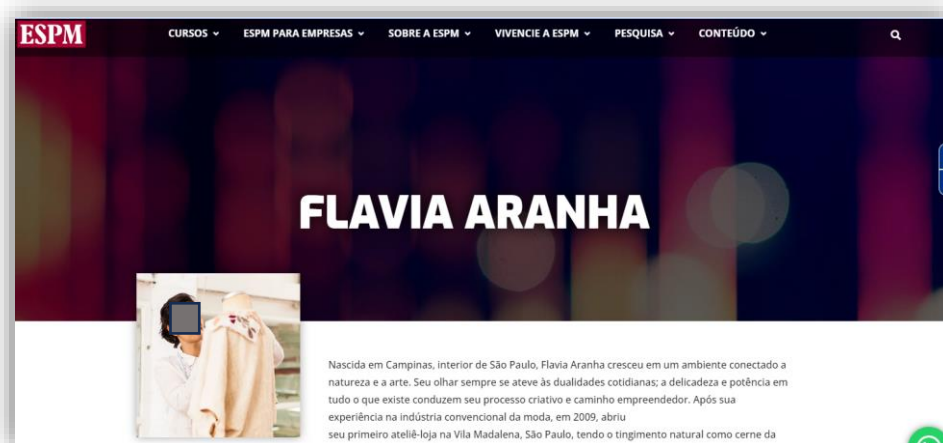 ESPM
CURSOS
ESPM PARA EMPRESAS
SOBRE A ESPM
VIVENCIE A ESPM
PESQUISA
CONTEÚDO
FLAVIA ARANHA
Nascida em Campinas, interior de São Paulo, Flavia Aranha cresceu em um ambiente conectado a
natureza e a arte. Seu olhar sempre se ateve às dualidades cotidianas; a delicadeza e potência em
tudo o que existe conduzem seu processo criativo e caminho empreendedor. Após sua
experiência na indústria convencional da moda, em 2009, abriu
seu primeiro ateliê-loja na Vila Madalena, São Paulo, tendo o tingimento natural como cerne da